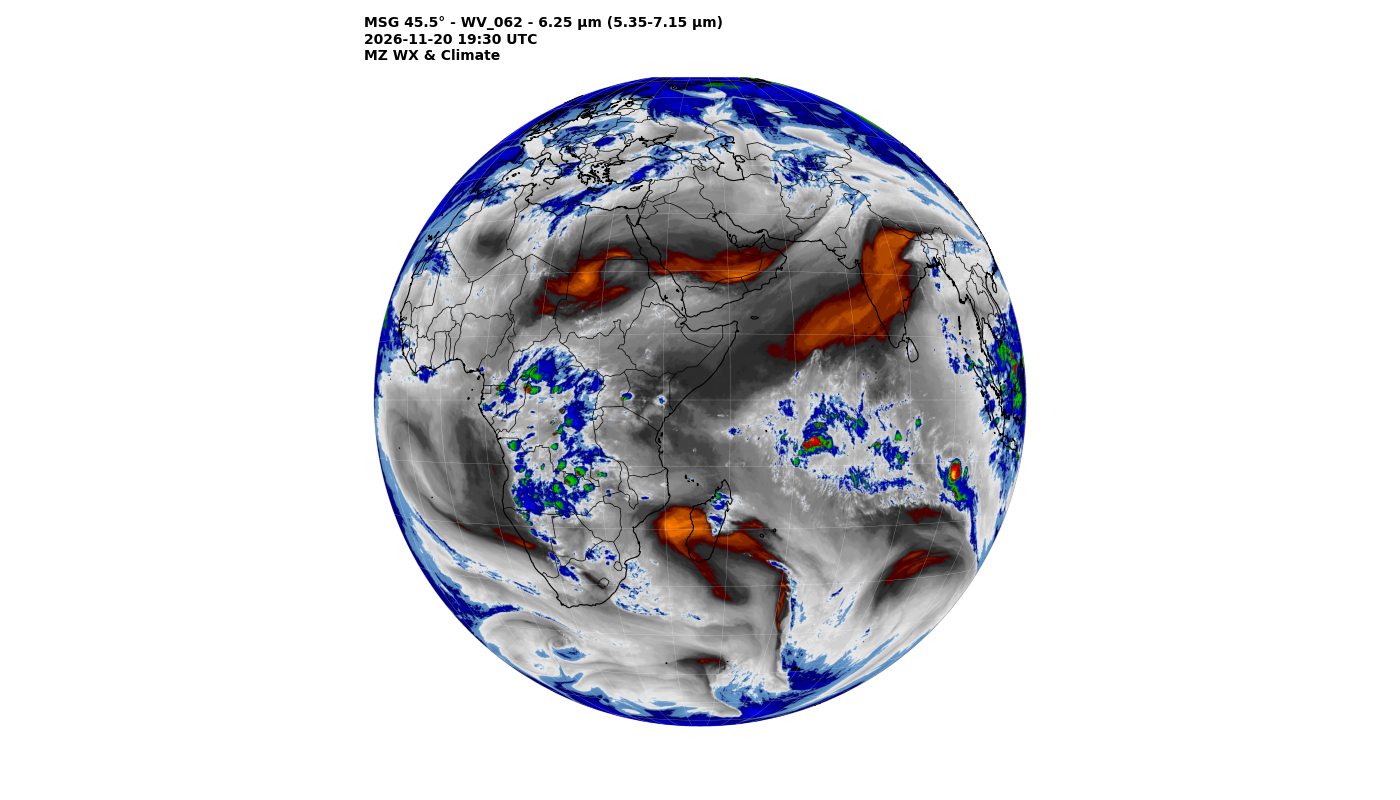 MSG 45.5° - WV_062 - 6.25 μm (5.35-7.15 μm)
2026-11-20 19:30 UTC
MZ WX & Climate